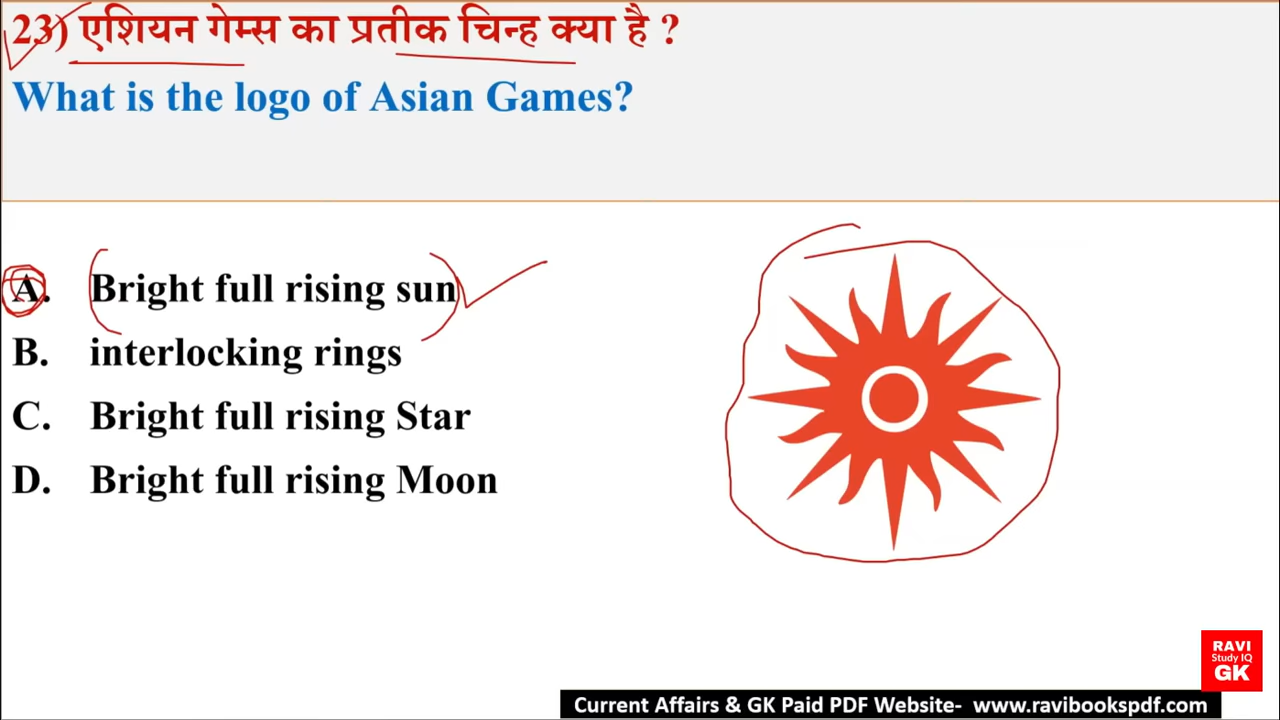 23) एशियन गेम्स का प्रतीक चिन्ह क्या है ?
What is the logo of Asian Games?
A. Bright full rising sun
B. interlocking rings
C. Bright full rising Star
D. Bright full rising Moon
RAVI
Study IQ
GK
Current Affairs & GK Paid PDF Website- www.ravibookspdf.com